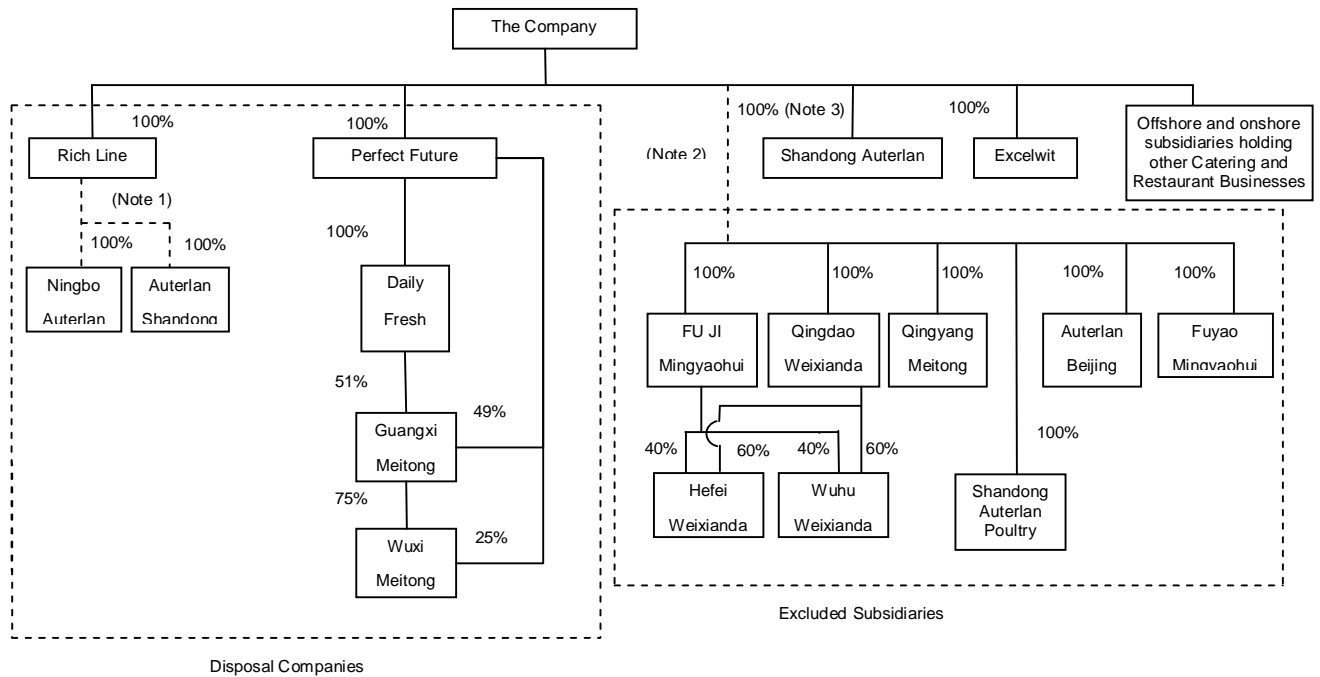 The Company
100%
100%
(Note 2)
100% (Note 3)
100%
Rich Line
Perfect Future
Shandong Auterlan
Excelwit
Offshore and onshore
subsidiaries holding
other Catering and
Restaurant Businesses
(Note 1)
100%
100%
100%
Ningbo
Auterlan
Auterlan
Shandong
Daily
Fresh
51%
49%
Guangxi
Meitong
75%
25%
Wuxi
Meitong
100%
100%
100%
100%
100%
FU JI
Mingyaohui
Qingdao
Weixianda
Qingyang
Meitong
Auterlan
Beijing
Fuyao
Mingyaohui
40%
60%
40%
60%
100%
Hefei
Weixianda
Wuhu
Weixianda
Shandong
Auterlan
Poultry
Excluded Subsidiaries
Disposal Companies